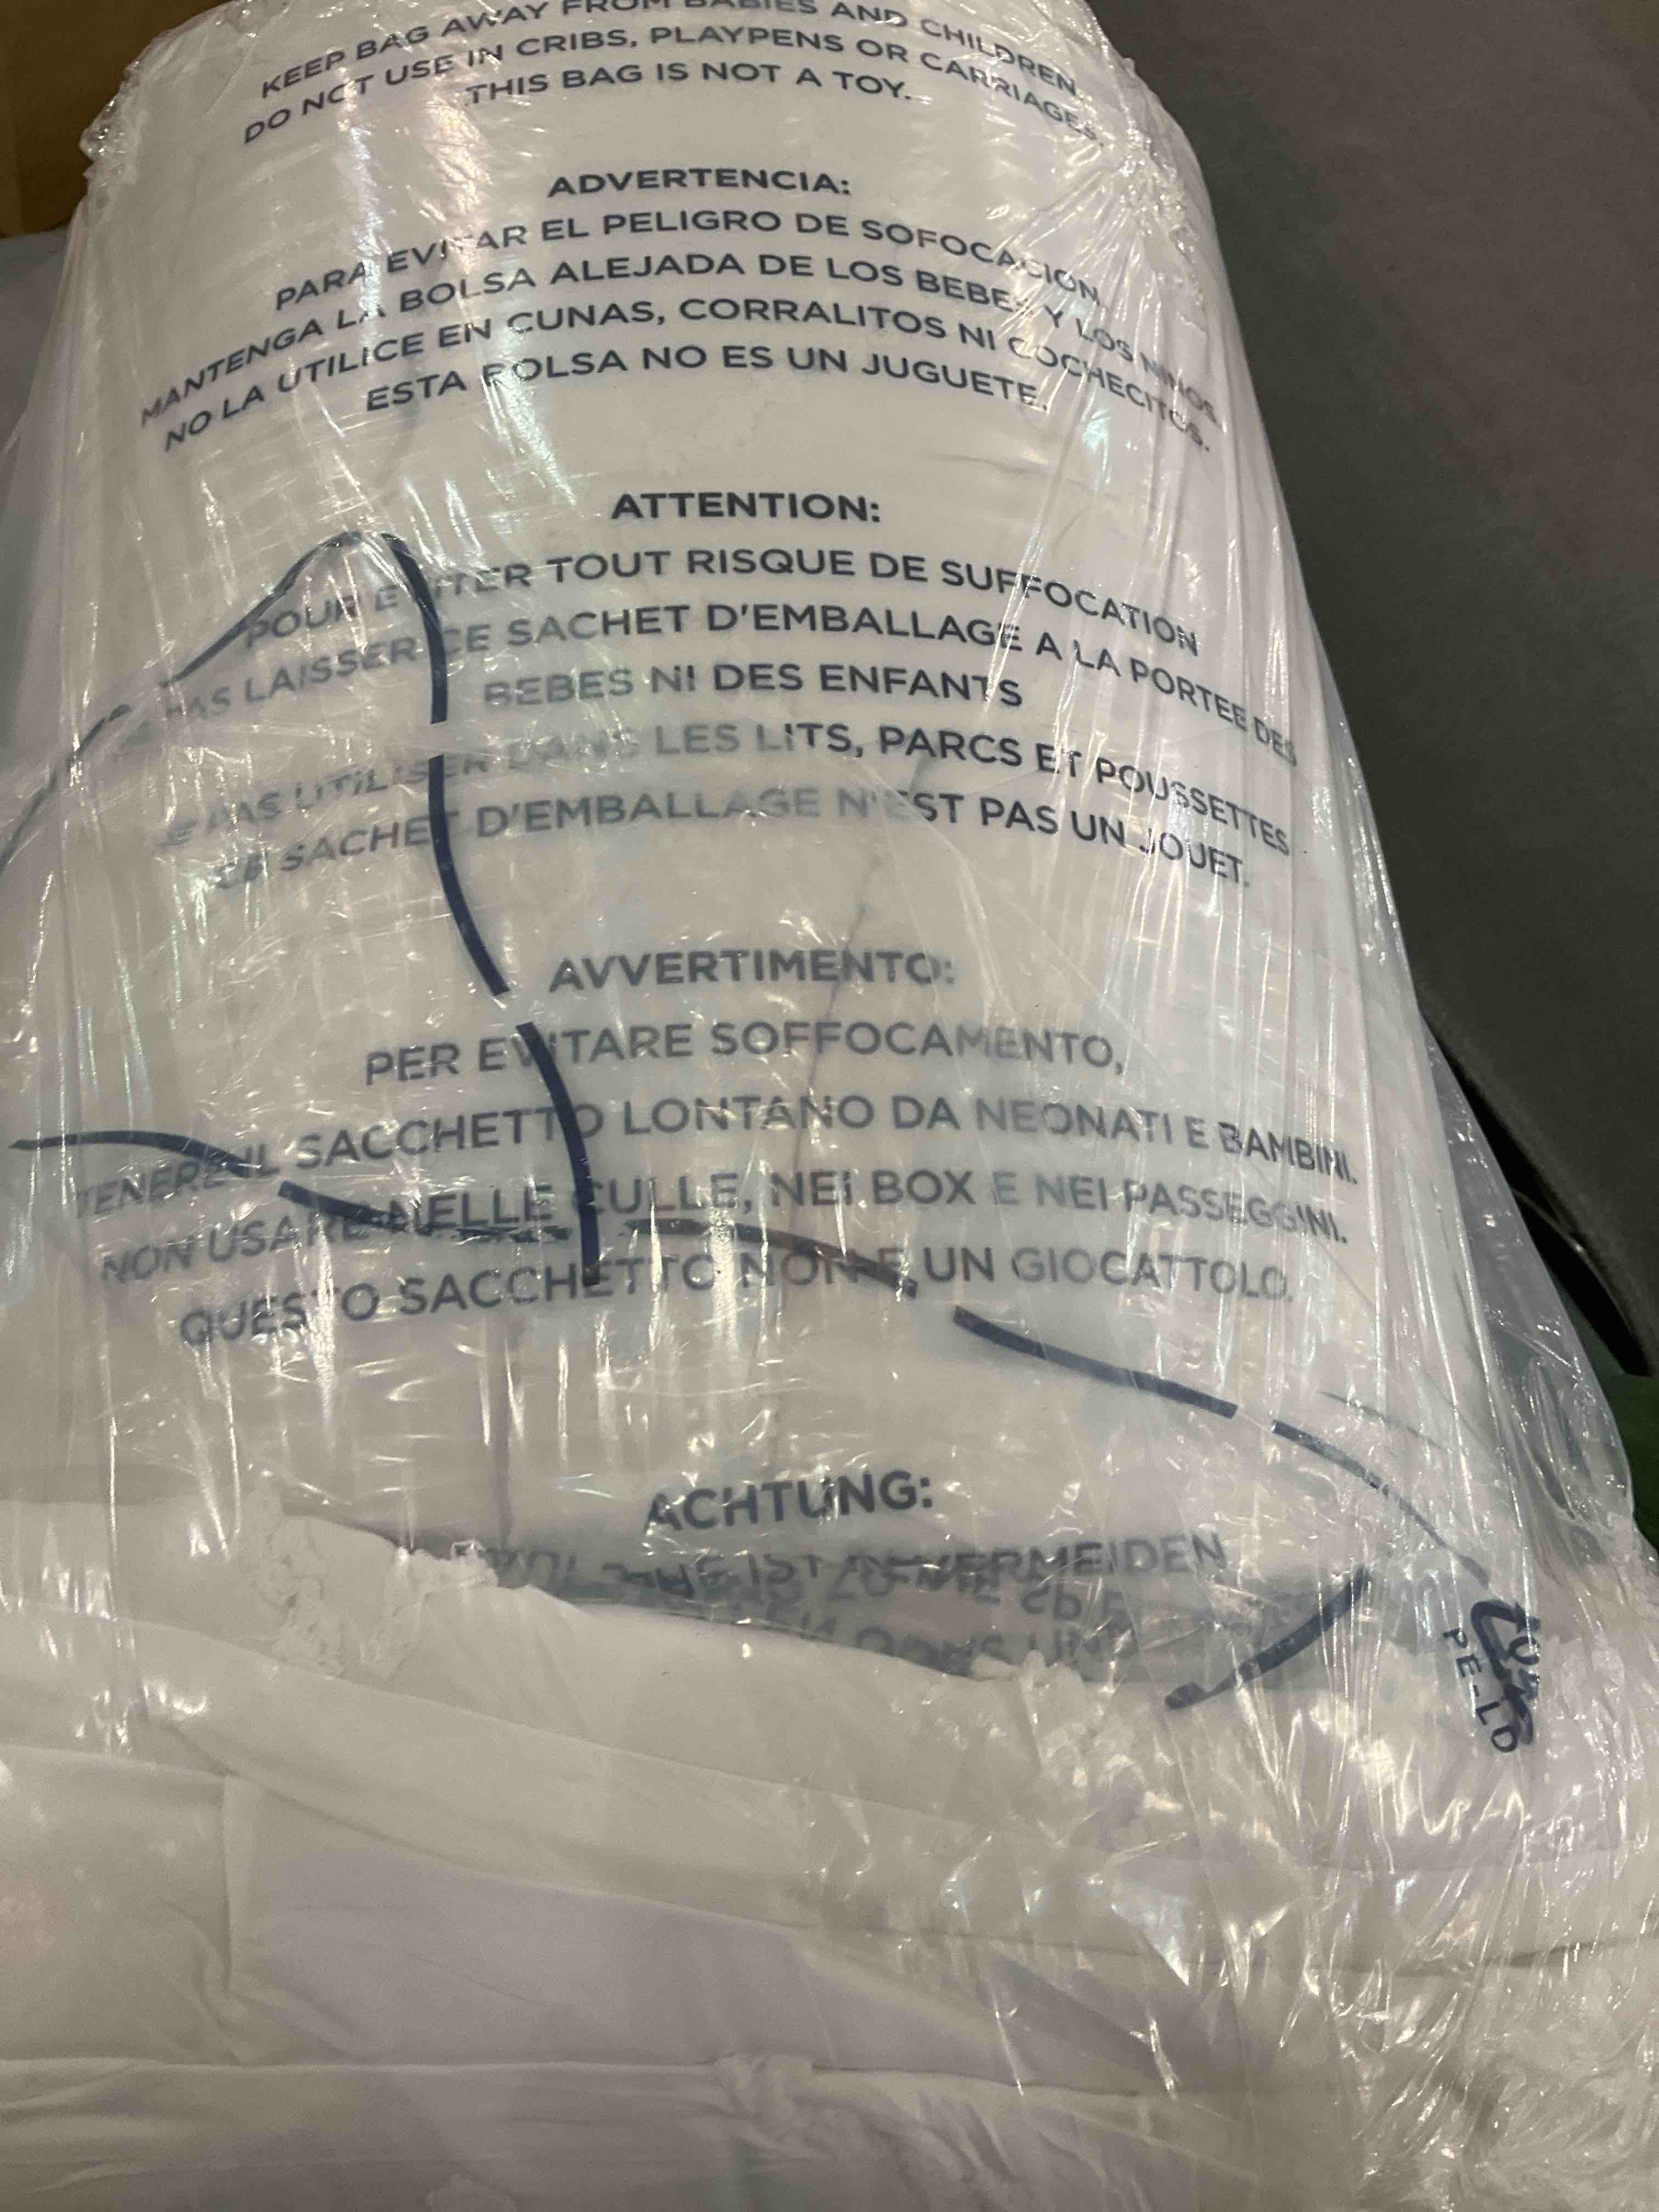 KEEP BAG AWAY FROM BABIES AND CHILDREN.
DO NOT USE IN CRIBS, PLAYPENS OR CARRIAGES.
THIS BAG IS NOT A TOY.
ADVERTENCIA:
PARA EVITAR EL PELIGRO DE SOFOCACION,
MANTENGA LA BOLSA ALEJADA DE LOS BEBES Y LOS NINOS.
NO LA UTILICE EN CUNAS, CORRALITOS NI COCHECITOS.
ESTA BOLSA NO ES UN JUGUETE.
ATTENTION:
POUR EVITER TOUT RISQUE DE SUFFOCATION
PAS LAISSER CE SACHET D'EMBALLAGE A LA PORTEE DES
BEBES NI DES ENFANTS
PAS UTILISER DANS LES LITS, PARCS ET POUSSETTES
CE SACHET D'EMBALLAGE N'EST PAS UN JOUET.
AVVERTIMENTO:
PER EVITARE SOFFOCAMENTO,
TENERE IL SACCHETTO LONTANO DA NEONATI E BAMBINI.
NON USARE NELLE CULLE, NEI BOX E NEI PASSEGGINI.
QUESTO SACCHETTO NON E UN GIOCATTOLO.
ACHTUNG:
VERMEIDEN
PE-LD